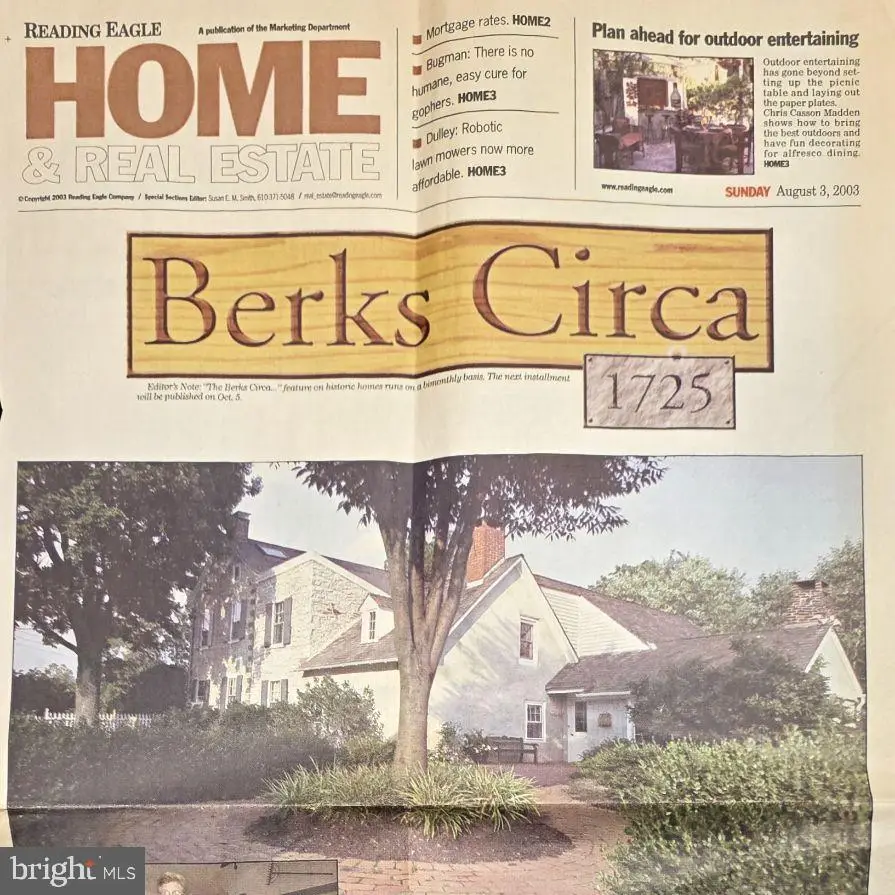 READING EAGLE
A publication of the Marketing Department
HOME
& REAL ESTATE
© Copyright 2003 Reading Eagle Company / Special Sections Editor: Susan E. M. Smith, 610-371-5048 / real_estate@readingeagle.com
Mortgage rates. HOME2
Bugman: There is no
humane, easy cure for
gophers. HOME3
Dulley: Robotic
lawn mowers now more
affordable. HOME3
Plan ahead for outdoor entertaining
Outdoor entertaining
has gone beyond set-
ting up the picnic
table and laying out
the paper plates.
Chris Casson Madden
shows how to bring
the best outdoors and
have fun decorating
for alfresco dining.
HOME3
www.readingeagle.com
SUNDAY August 3, 2003
Berks Circa
1725
Editor's Note: "The Berks Circa..." feature on historic homes runs on a bimonthly basis. The next installment
will be published on Oct. 5.
bright MLS